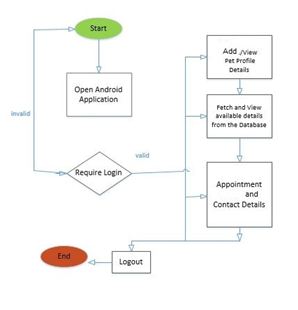 Start
Open Android
Application
invalid
Require Login
valid
Add ./View
Pet Profile
Details
Fetch and View
available details
from the Database
Appointment
and
Contact Details
End
Logout